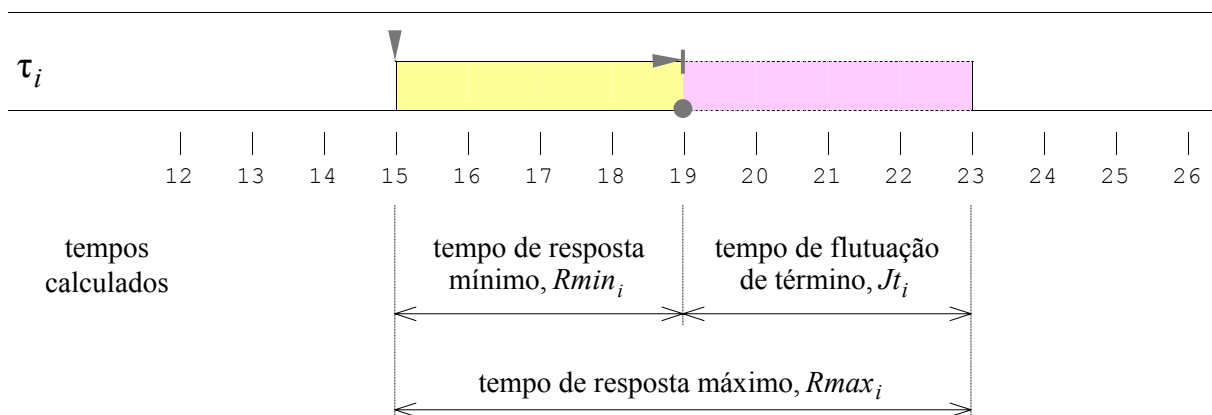 τi
12 13 14 15 16 17 18 19 20 21 22 23 24 25 26
tempos
calculados
tempo de resposta
mínimo, Rmini
tempo de flutuação
de término, Jti
tempo de resposta máximo, Rmaxi